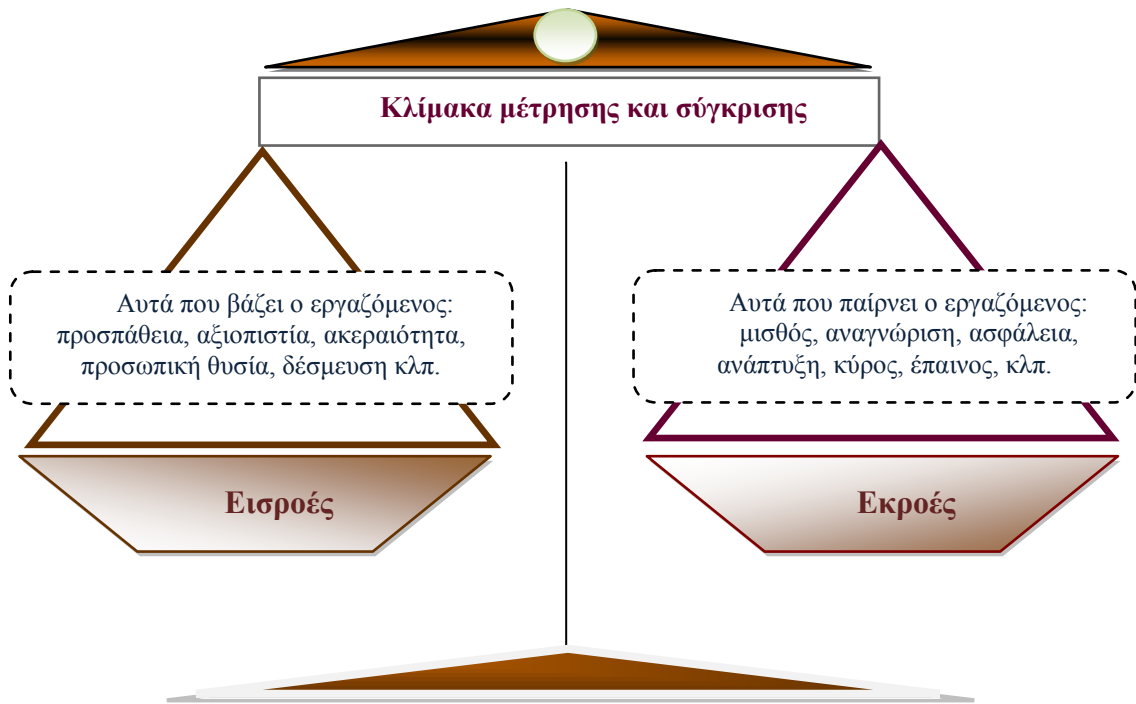 Κλίμακα μέτρησης και σύγκρισης
Αυτά που βάζει ο εργαζόμενος:
προσπάθεια, αξιοπιστία, ακεραιότητα,
προσωπική θυσία, δέσμευση κλπ.
Αυτά που παίρνει ο εργαζόμενος:
μισθός, αναγνώριση, ασφάλεια,
ανάπτυξη, κύρος, έπαινος, κλπ.
Εισροές
Εκροές